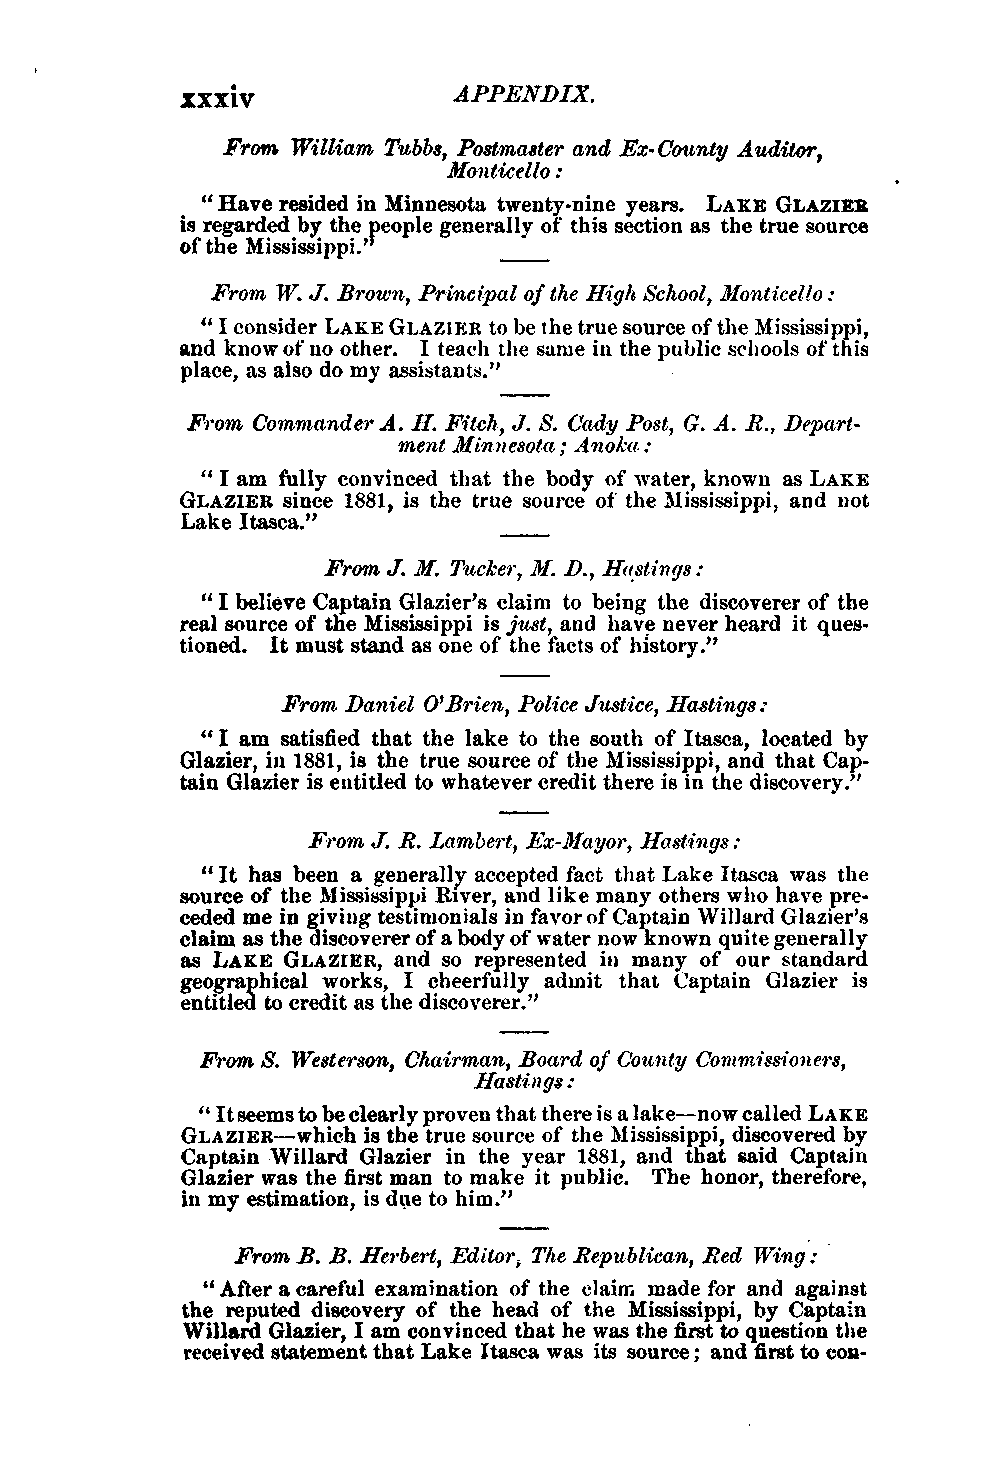 xxxiv APPENDIX.
From William Tubbs, Postmaster and Ex-County Auditor,
Monticello:
"Have resided in Minnesota twenty-nine years. LAKE GLAZIER
is regarded by the people generally of this section as the true source
of the Mississippi."
From W. J. Brown, Principal of the High School, Monticello:
"I consider LAKE GLAZIER to be the true source of the Mississippi,
and know of no other. I teach the same in the public schools of this
place, as also do my assistants."
From Commander A. H. Fitch, J. S. Cady Post, G. A. R., Depart-
ment Minnesota; Anoka:
"I am fully convinced that the body of water, known as LAKE
GLAZIER since 1881, is the true source of the Mississippi, and not
Lake Itasca."
From J. M. Tucker, M. D., Hastings:
"I believe Captain Glazier's claim to being the discoverer of the
real source of the Mississippi is just, and have never heard it ques-
tioned. It must stand as one of the facts of history."
From Daniel O'Brien, Police Justice, Hastings:
"I am satisfied that the lake to the south of Itasca, located by
Glazier, in 1881, is the true source of the Mississippi, and that Cap-
tain Glazier is entitled to whatever credit there is in the discovery."
From J. R. Lambert, Ex-Mayor, Hastings:
"It has been a generally accepted fact that Lake Itasca was the
source of the Mississippi River, and like many others who have pre-
ceded me in giving testimonials in favor of Captain Willard Glazier's
claim as the discoverer of a body of water now known quite generally
as LAKE GLAZIER, and so represented in many of our standard
geographical works, I cheerfully admit that Captain Glazier is
entitled to credit as the discoverer."
From S. Westerson, Chairman, Board of County Commissioners,
Hastings:
"It seems to be clearly proven that there is a lake—now called LAKE
GLAZIER—which is the true source of the Mississippi, discovered by
Captain Willard Glazier in the year 1881, and that said Captain
Glazier was the first man to make it public. The honor, therefore,
in my estimation, is due to him."
From B. B. Herbert, Editor, The Republican, Red Wing:
"After a careful examination of the claim made for and against
the reputed discovery of the head of the Mississippi, by Captain
Willard Glazier, I am convinced that he was the first to question the
received statement that Lake Itasca was its source; and first to con-